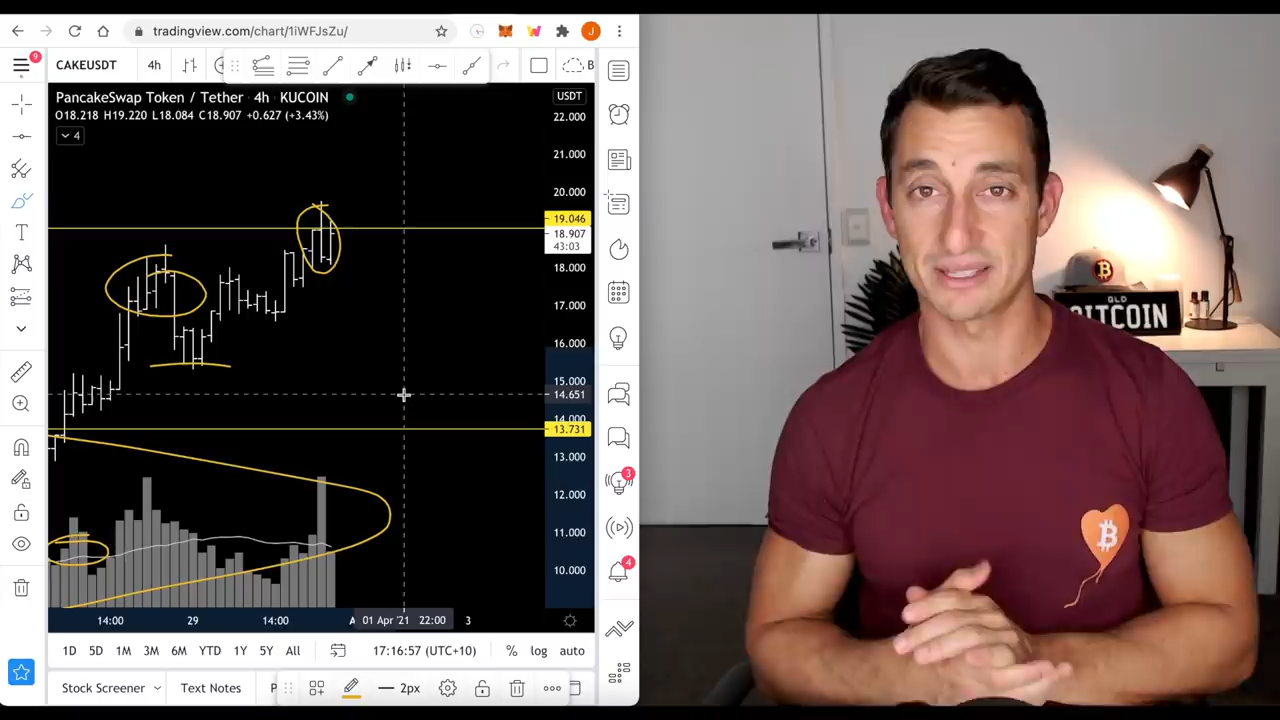 tradingview.com/chart/1iWFJsZu/
J
9
CAKEUSDT 4h B
PancakeSwap Token / Tether · 4h · KUCOIN
O18.218 H19.220 L18.084 C18.907 +0.627 (+3.43%)
4
USDT
22.000
21.000
20.000
19.046
18.907
43:03
18.000
17.000
16.000
15.000
14.651
14.000
13.731
13.000
12.000
11.000
10.000
14:00 29 14:00 A 01 Apr '21 22:00 3
1D 5D 1M 3M 6M YTD 1Y 5Y All 17:16:57 (UTC+10) % log auto
Stock Screener Text Notes P 2px
T
3
4
B
QLD
BITCOIN
B